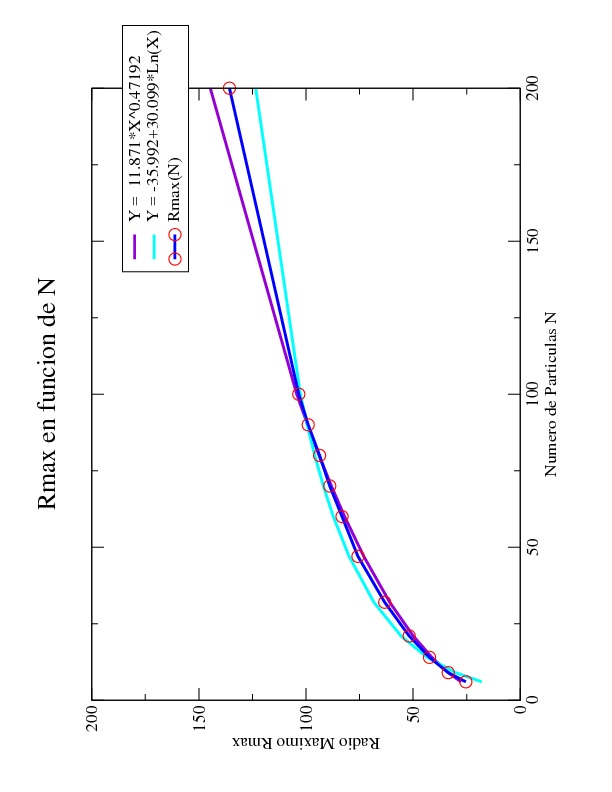 Rmax en funcion de N
Y = 11.871*X^0.47192
Y = -35.992+30.099*Ln(X)
Rmax(N)
200
150
100
50
0
Radio Maximo Rmax
0
50
100
150
200
Numero de Particulas N